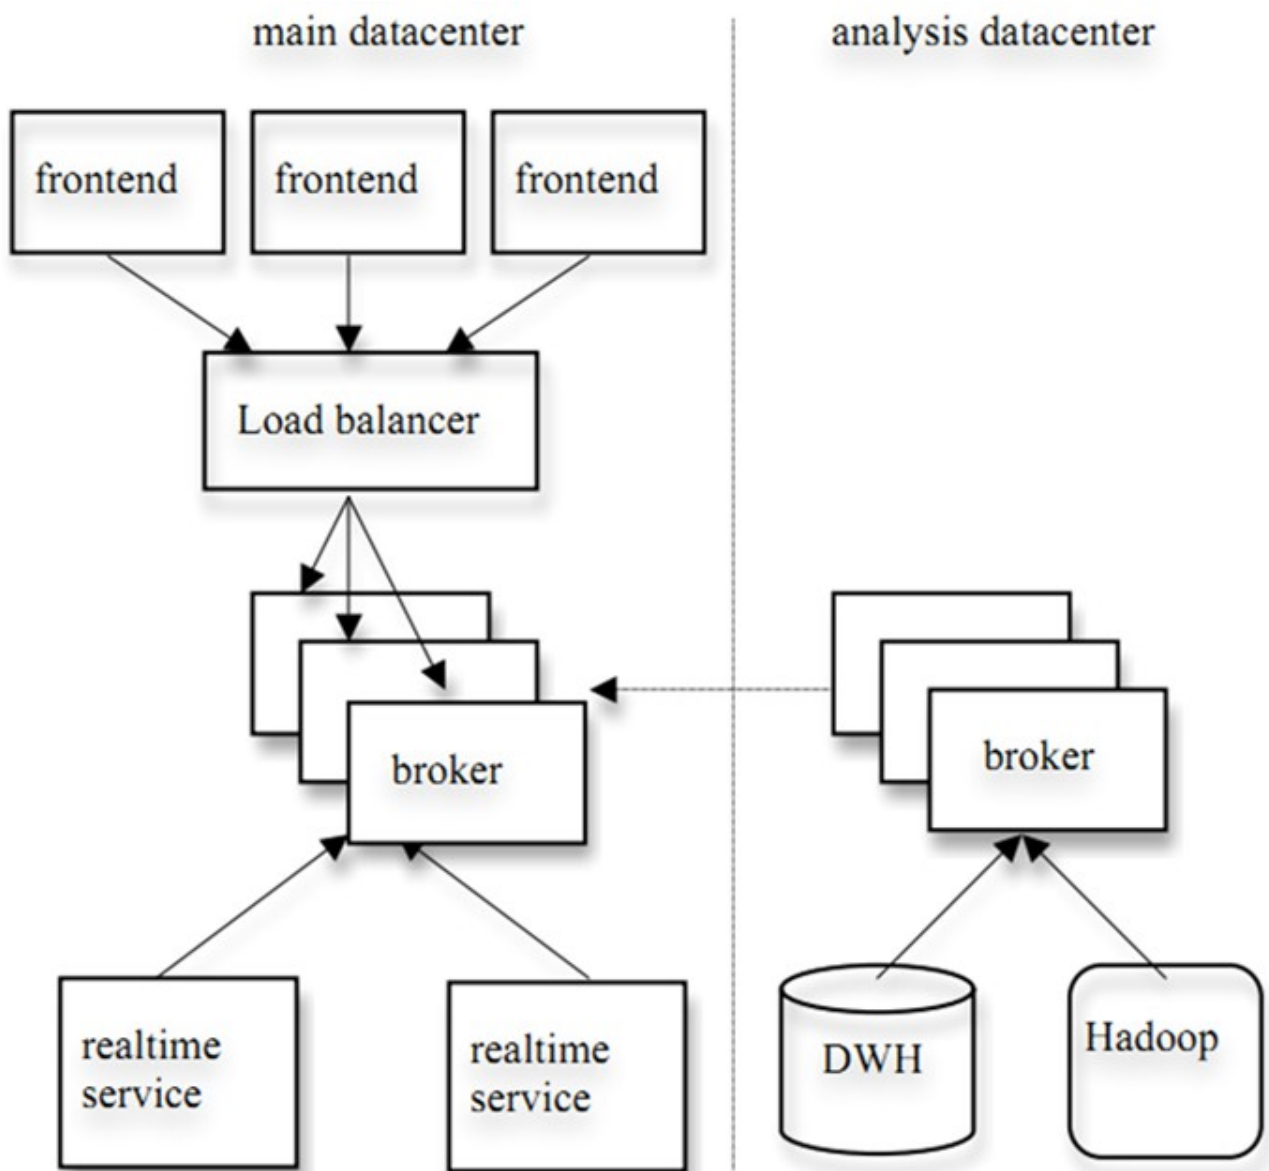 main datacenter
analysis datacenter
frontend
frontend
frontend
Load balancer
broker
broker
realtime
service
realtime
service
DWH
Hadoop